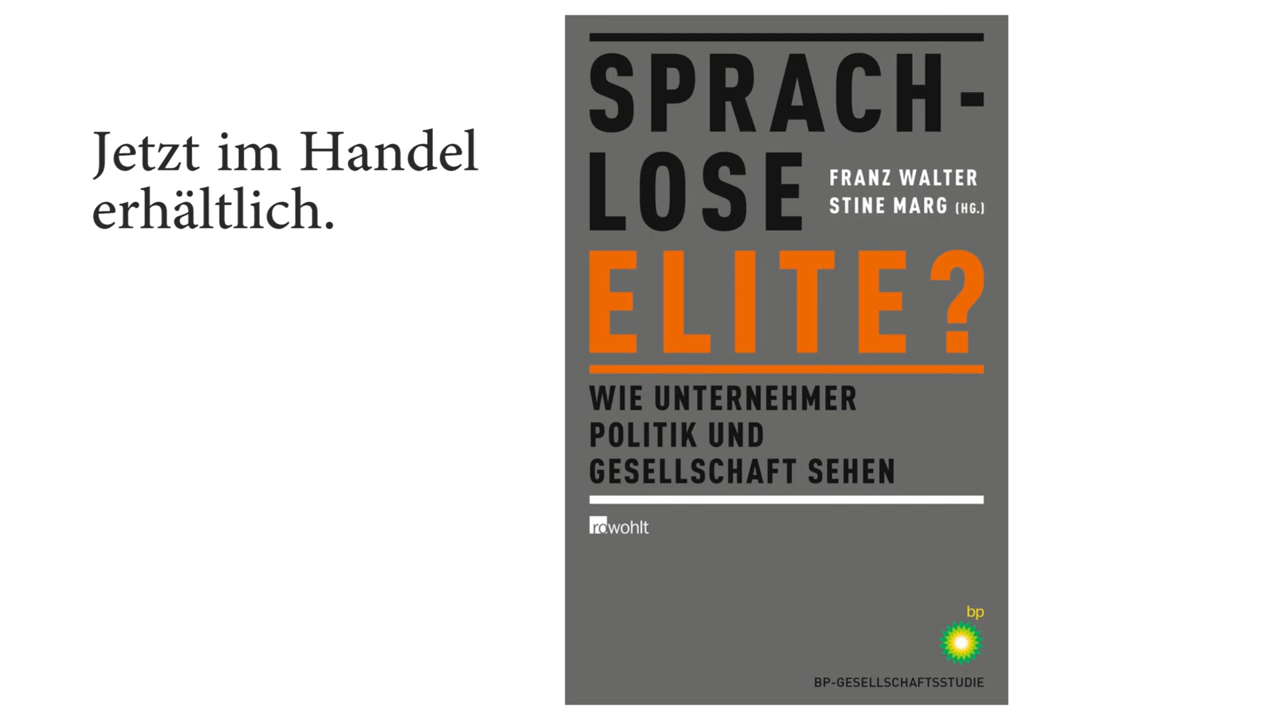 Jetzt im Handel
erhältlich.
SPRACH-
LOSE
FRANZ WALTER
STINE MARG (HG.)
ELITE?
WIE UNTERNEHMER
POLITIK UND
GESELLSCHAFT SEHEN
rowohlt
bp
BP-GESELLSCHAFTSSTUDIE